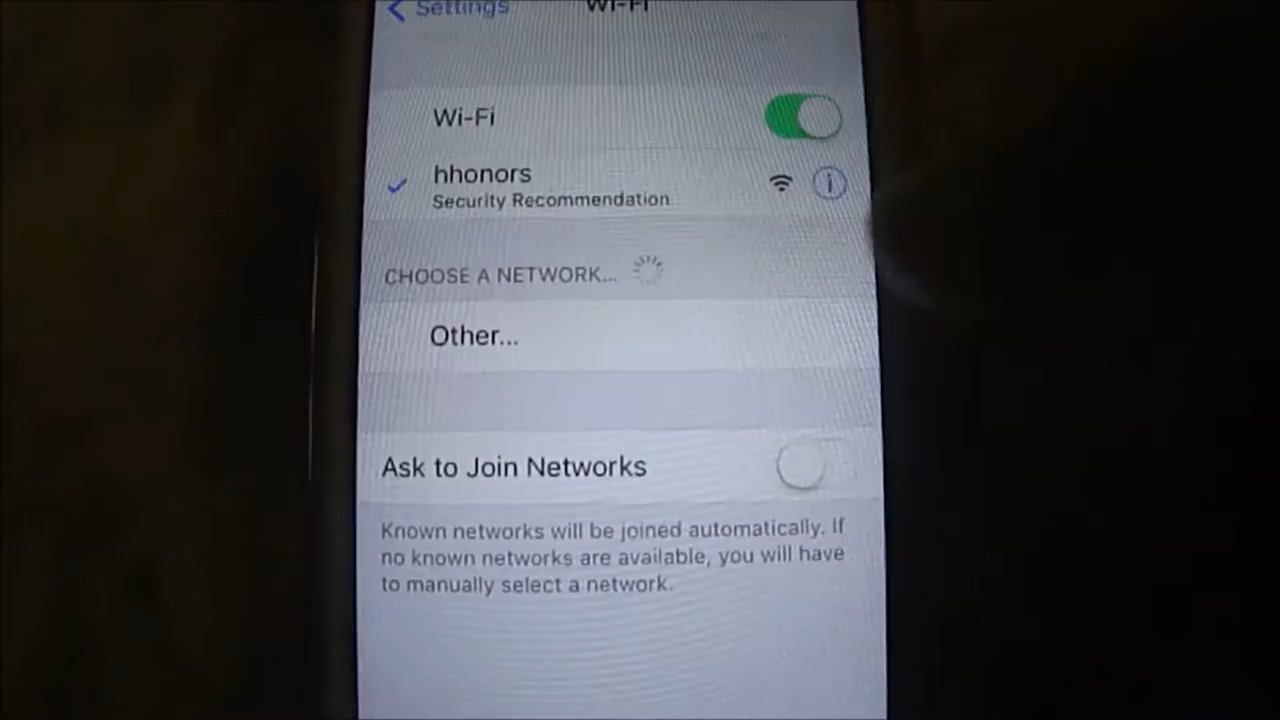 Settings
Wi-Fi
Wi-Fi
hhonors
Security Recommendation
CHOOSE A NETWORK...
Other...
Ask to Join Networks
Known networks will be joined automatically. If
no known networks are available, you will have
to manually select a network.